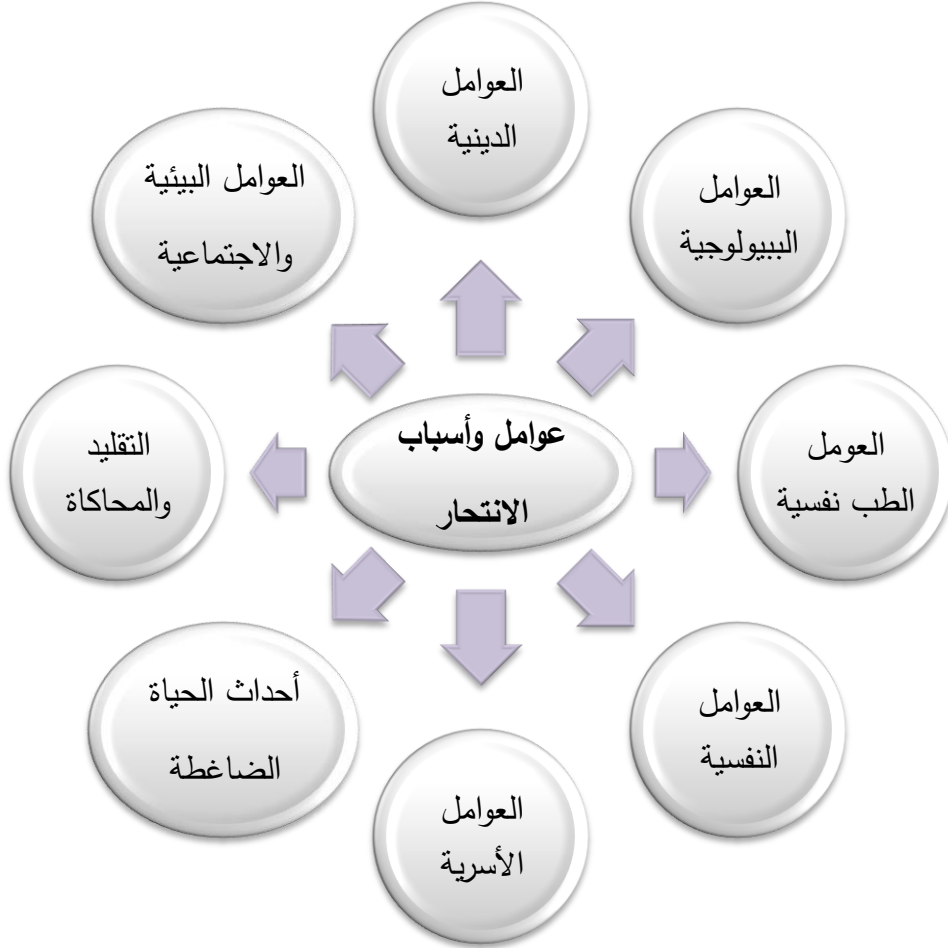 العوامل
الدينية
العوامل
الببيولوجية
العومل
الطب نفسية
العوامل
النفسية
العوامل
الأسرية
أحداث الحياة
الضاغطة
التقليد
والمحاكاة
العوامل البيئية
والاجتماعية
عوامل وأسباب
الانتحار